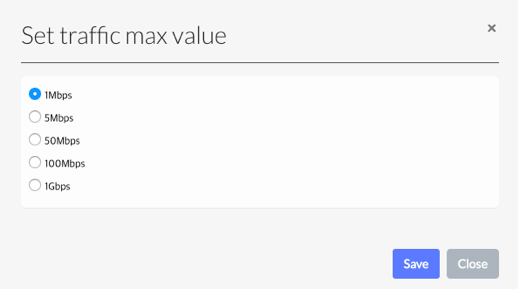 Set traffic max value
×
1Mbps
5Mbps
50Mbps
100Mbps
1Gbps
Save
Close